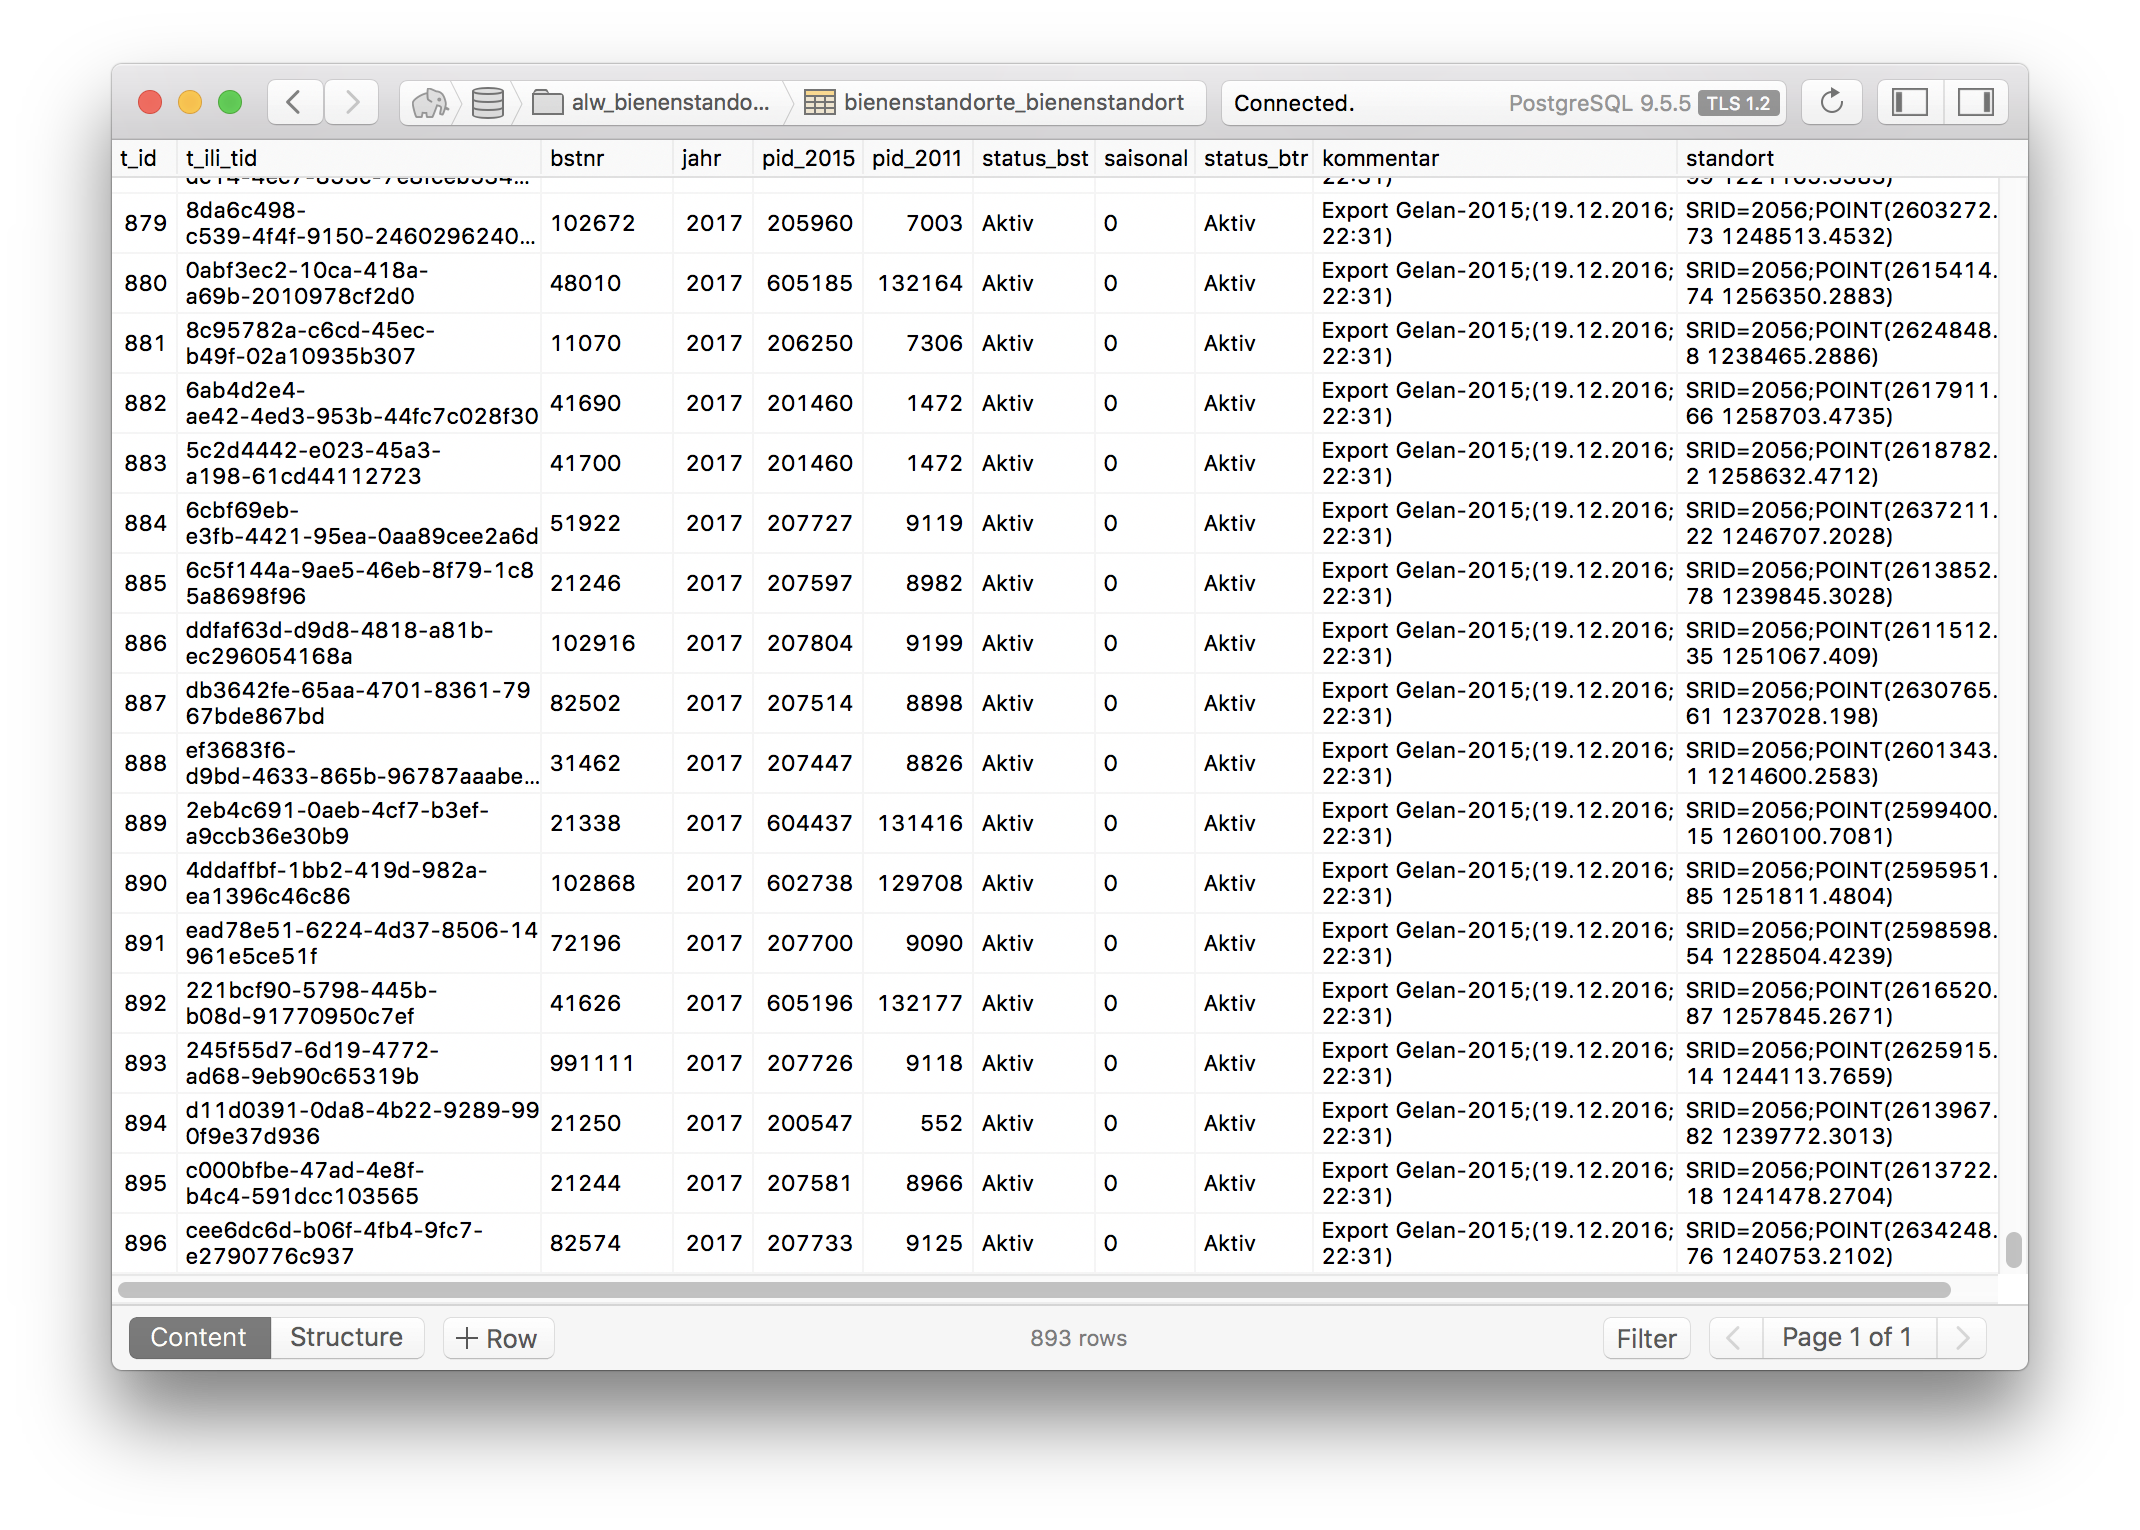 alw_bienenstando... bienenstandorte_bienenstandort Connected. PostgreSQL 9.5.5 TLS 1.2
t_id t_ili_tid bstnr jahr pid_2015 pid_2011 status_bst saisonal status_btr kommentar standort
8da6c498- Export Gelan-2015;(19.12.2016; SRID=2056;POINT(2603272.
879 102672 2017 205960 7003 Aktiv 0 Aktiv
c539-4f4f-9150-2460296240... 22:31) 73 1248513.4532)
0abf3ec2-10ca-418a- Export Gelan-2015;(19.12.2016; SRID=2056;POINT(2615414.
880 48010 2017 605185 132164 Aktiv 0 Aktiv
a69b-2010978cf2d0 22:31) 74 1256350.2883)
8c95782a-c6cd-45ec- Export Gelan-2015;(19.12.2016; SRID=2056;POINT(2624848.
881 11070 2017 206250 7306 Aktiv 0 Aktiv
b49f-02a10935b307 22:31) 8 1238465.2886)
6ab4d2e4- Export Gelan-2015;(19.12.2016; SRID=2056;POINT(2617911.
882 41690 2017 201460 1472 Aktiv 0 Aktiv
ae42-4ed3-953b-44fc7c028f30 22:31) 66 1258703.4735)
5c2d4442-e023-45a3- Export Gelan-2015;(19.12.2016; SRID=2056;POINT(2618782.
883 41700 2017 201460 1472 Aktiv 0 Aktiv
a198-61cd44112723 22:31) 2 1258632.4712)
6cbf69eb- Export Gelan-2015;(19.12.2016; SRID=2056;POINT(2637211.
884 51922 2017 207727 9119 Aktiv 0 Aktiv
e3fb-4421-95ea-0aa89cee2a6d 22:31) 22 1246707.2028)
6c5f144a-9ae5-46eb-8f79-1c8 Export Gelan-2015;(19.12.2016; SRID=2056;POINT(2613852.
885 21246 2017 207597 8982 Aktiv 0 Aktiv
5a8698f96 22:31) 78 1239845.3028)
ddfaf63d-d9d8-4818-a81b- Export Gelan-2015;(19.12.2016; SRID=2056;POINT(2611512.
886 102916 2017 207804 9199 Aktiv 0 Aktiv
ec296054168a 22:31) 35 1251067.409)
db3642fe-65aa-4701-8361-79 Export Gelan-2015;(19.12.2016; SRID=2056;POINT(2630765.
887 82502 2017 207514 8898 Aktiv 0 Aktiv
67bde867bd 22:31) 61 1237028.198)
ef3683f6- Export Gelan-2015;(19.12.2016; SRID=2056;POINT(2601343.
888 31462 2017 207447 8826 Aktiv 0 Aktiv
d9bd-4633-865b-96787aaabe... 22:31) 1 1214600.2583)
2eb4c691-0aeb-4cf7-b3ef- Export Gelan-2015;(19.12.2016; SRID=2056;POINT(2599400.
889 21338 2017 604437 131416 Aktiv 0 Aktiv
a9ccb36e30b9 22:31) 15 1260100.7081)
4ddaffbf-1bb2-419d-982a- Export Gelan-2015;(19.12.2016; SRID=2056;POINT(2595951.
890 102868 2017 602738 129708 Aktiv 0 Aktiv
ea1396c46c86 22:31) 85 1251811.4804)
ead78e51-6224-4d37-8506-14 Export Gelan-2015;(19.12.2016; SRID=2056;POINT(2598598.
891 72196 2017 207700 9090 Aktiv 0 Aktiv
961e5ce51f 22:31) 54 1228504.4239)
221bcf90-5798-445b- Export Gelan-2015;(19.12.2016; SRID=2056;POINT(2616520.
892 41626 2017 605196 132177 Aktiv 0 Aktiv
b08d-91770950c7ef 22:31) 87 1257845.2671)
245f55d7-6d19-4772- Export Gelan-2015;(19.12.2016; SRID=2056;POINT(2625915.
893 991111 2017 207726 9118 Aktiv 0 Aktiv
ad68-9eb90c65319b 22:31) 14 1244113.7659)
d11d0391-0da8-4b22-9289-99 Export Gelan-2015;(19.12.2016; SRID=2056;POINT(2613967.
894 21250 2017 200547 552 Aktiv 0 Aktiv
0f9e37d936 22:31) 82 1239772.3013)
c000bfbe-47ad-4e8f- Export Gelan-2015;(19.12.2016; SRID=2056;POINT(2613722.
895 21244 2017 207581 8966 Aktiv 0 Aktiv
b4c4-591dcc103565 22:31) 18 1241478.2704)
cee6dc6d-b06f-4fb4-9fc7- Export Gelan-2015;(19.12.2016; SRID=2056;POINT(2634248.
896 82574 2017 207733 9125 Aktiv 0 Aktiv
e2790776c937 22:31) 76 1240753.2102)
Content Structure + Row 893 rows Filter Page 1 of 1